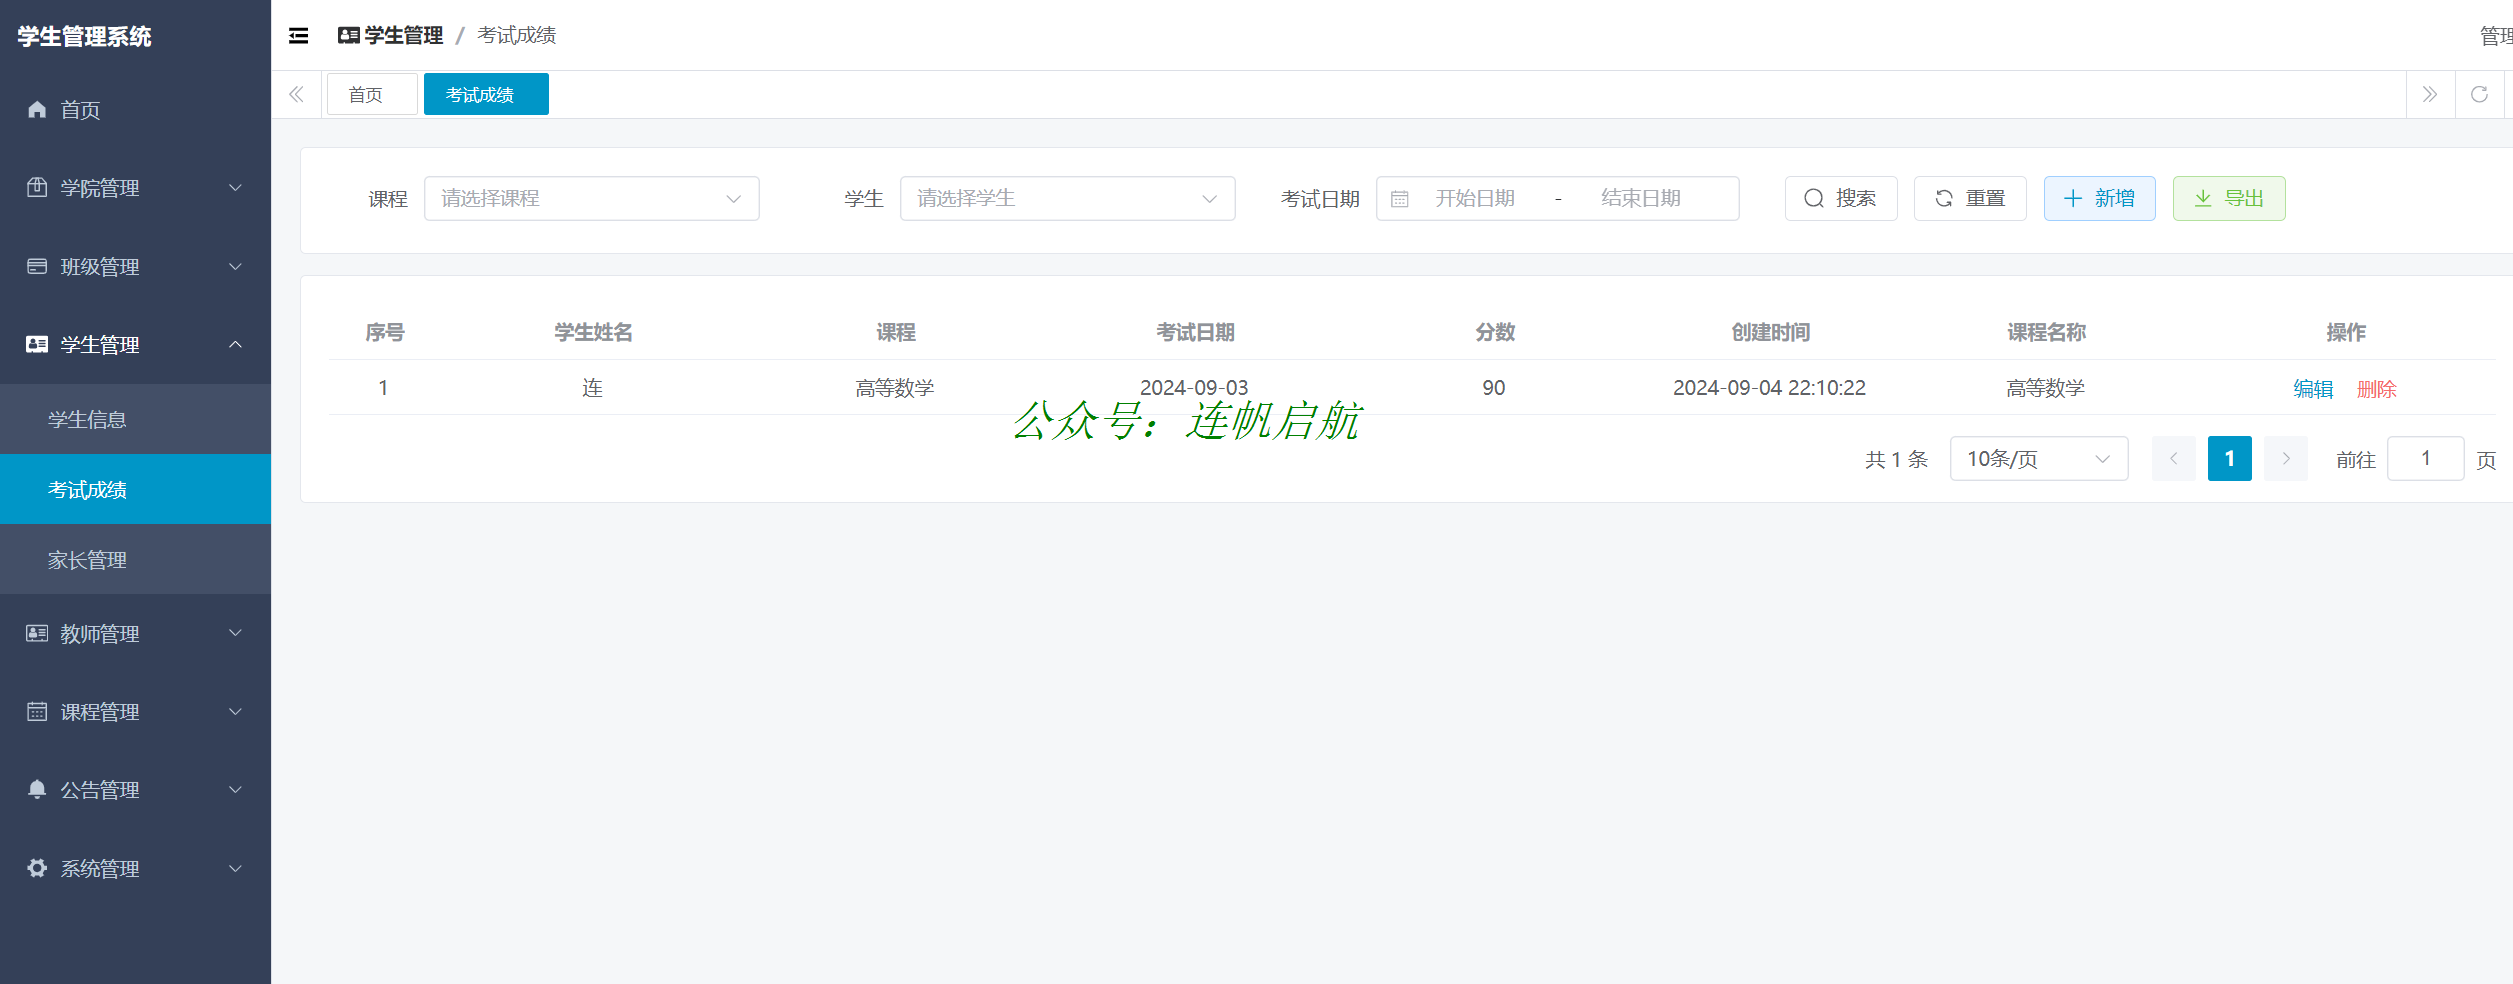 学生管理系统
首页
学院管理
班级管理
学生管理
学生信息
考试成绩
家长管理
教师管理
课程管理
公告管理
系统管理
学生管理 / 考试成绩
管理
首页 考试成绩
课程 请选择课程 学生 请选择学生 考试日期 开始日期 - 结束日期 搜索 重置 新增 导出
序号 学生姓名 课程 考试日期 分数 创建时间 课程名称 操作
1 连 高等数学 2024-09-03 90 2024-09-04 22:10:22 高等数学 编辑 删除
公众号：连帆启航
共 1 条 10条/页 1 前往 1 页